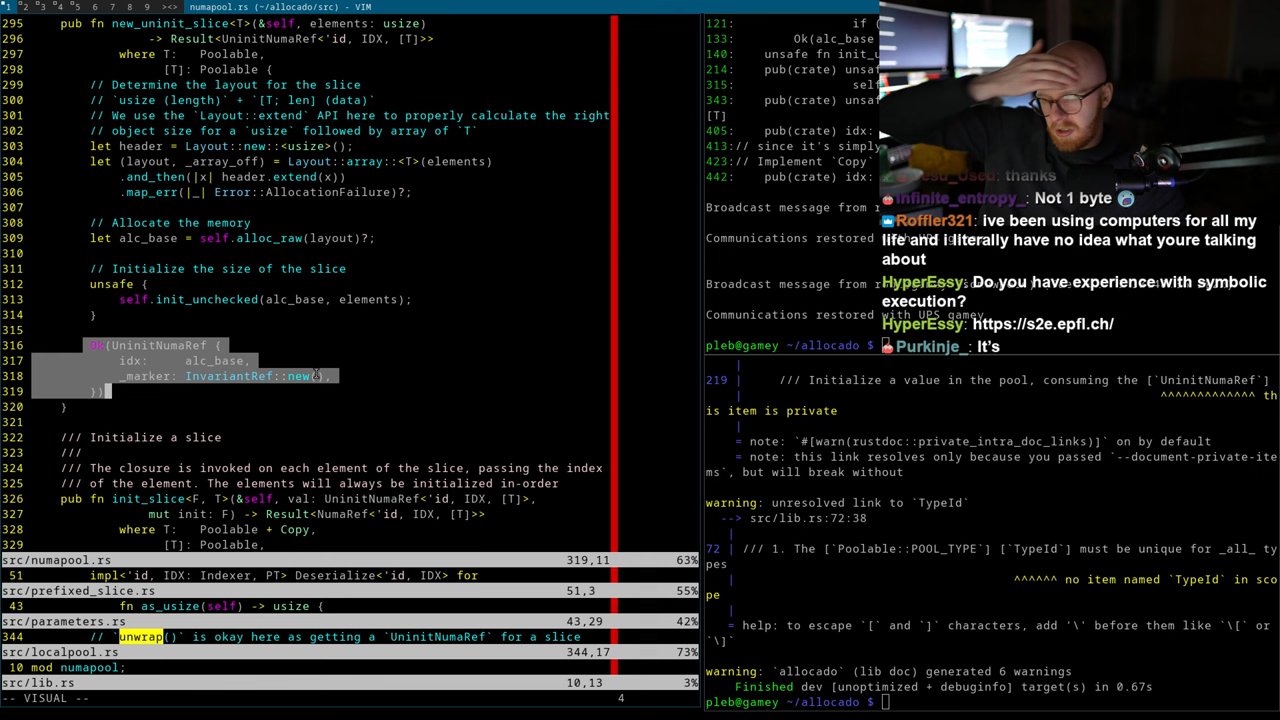 1 2 3 4 5 6 7 8 9 ><> numapool.rs (~/allocado/src) - VIM
295     pub fn new_uninit_slice<T>(&self, elements: usize)
296             -> Result<UninitNumaRef<'id, IDX, [T]>>
297         where T:   Poolable,
298               [T]: Poolable {
299         // Determine the layout for the slice
300         // `usize (length)` + `[T; len] (data)`
301         // We use the `Layout::extend` API here to properly calculate the right
302         // object size for a `usize` followed by array of `T`
303         let header = Layout::new::<usize>();
304         let (layout, _array_off) = Layout::array::<T>(elements)
305             .and_then(|x| header.extend(x))
306             .map_err(|_| Error::AllocationFailure)?;
307
308         // Allocate the memory
309         let alc_base = self.alloc_raw(layout)?;
310
311         // Initialize the size of the slice
312         unsafe {
313             self.init_unchecked(alc_base, elements);
314         }
315
316         Ok(UninitNumaRef {
317             idx:     alc_base,
318             _marker: InvariantRef::new(),
319         })
320     }
321
322     /// Initialize a slice
323     ///
324     /// The closure is invoked on each element of the slice, passing the index
325     /// of the element. The elements will always be initialized in-order
326     pub fn init_slice<F, T>(&self, val: UninitNumaRef<'id, IDX, [T]>,
327             mut init: F) -> Result<NumaRef<'id, IDX, [T]>>
328         where T:   Poolable + Copy,
329               [T]: Poolable,
src/numapool.rs 319,11 63%
51     impl<'id, IDX: Indexer, PT> Deserialize<'id, IDX> for
src/prefixed_slice.rs 51,3 55%
43             fn as_usize(self) -> usize {
src/parameters.rs 43,29 42%
344         // `unwrap()` is okay here as getting a `UninitNumaRef` for a slice
src/localpool.rs 344,17 73%
10 mod numapool;
src/lib.rs 10,13 3%
-- VISUAL -- 4
121:         if (
133:         Ok(alc_base
140:     unsafe fn init_u
214:     pub(crate) unsa
315:         self
343:     pub(crate) unsa
[T]
405:     pub(crate) idx:
413:// since it's simply
423:// Implement `Copy`
442:     pub(crate) idx:
Broadcast message from r
Communications restored with UPS gamey
Broadcast message from r
Communications restored with UPS gamey
pleb@gamey ~/allocado $
thanks
Infinite_entropy_: Not 1 byte
Roffler321: ive been using computers for all my
life and i literally have no idea what youre talking
about
HyperEssy: Do you have experience with symbolic
execution?
HyperEssy: https://s2e.epfl.ch/
Purkinje_: It's
|
219 |     /// Initialize a value in the pool, consuming the [`UninitNumaRef`]
^^^^^^^^^^^^^ th
is item is private
|
= note: `#[warn(rustdoc::private_intra_doc_links)]` on by default
= note: this link resolves only because you passed `--document-private-ite
ms`, but will break without
warning: unresolved link to `TypeId`
--> src/lib.rs:72:38
|
72 | /// 1. The [`Poolable::POOL_TYPE`] [`TypeId`] must be unique for _all_ ty
pes
|
^^^^^^ no item named `TypeId` in sco
pe
|
= help: to escape `[` and `]` characters, add '\' before them like `\[` or
`\]`
warning: `allocado` (lib doc) generated 6 warnings
Finished dev [unoptimized + debuginfo] target(s) in 0.67s
pleb@gamey ~/allocado $